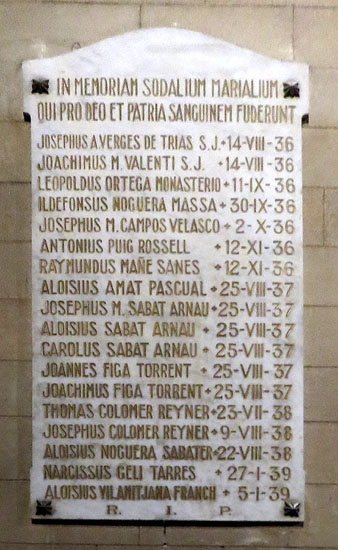 IN MEMORIAM SODALIUM MARIALIUM
QUI PRO DEO ET PATRIA SANGUINEM FUDERUNT
JOSEPHUS A. VERGES DE TRIAS S.J. + 14-VIII-36
JOACHIMUS M. VALENTI S.J. + 14-VIII-36
LEOPOLDUS ORTEGA MONASTERIO + 11-IX-36
ILDEFONSUS NOGUERA MASSA + 30-IX-36
JOSEPHUS M. CAMPOS VELASCO + 2-X-36
ANTONIUS PUIG ROSSELL + 12-XI-36
RAYMUNDUS MAÑE SANES + 12-XI-36
ALOISIUS AMAT PASCUAL + 25-VIII-37
JOSEPHUS M. SABAT ARNAU + 25-VIII-37
ALOISIUS SABAT ARNAU + 25-VIII-37
CAROLUS SABAT ARNAU + 25-VIII-37
JOANNES FIGA TORRENT + 25-VIII-37
JOACHIMUS FIGA TORRENT + 25-VIII-37
THOMAS COLOMER REYNER + 23-VII-38
JOSEPHUS COLOMER REYNER + 9-VIII-38
ALOISIUS NOGUERA SABATER + 22-VIII-38
NARCISSUS GELI TARRES + 27-I-39
ALOISIUS VILAMITJANA FRANCH + 5-I-39
R. I. P.